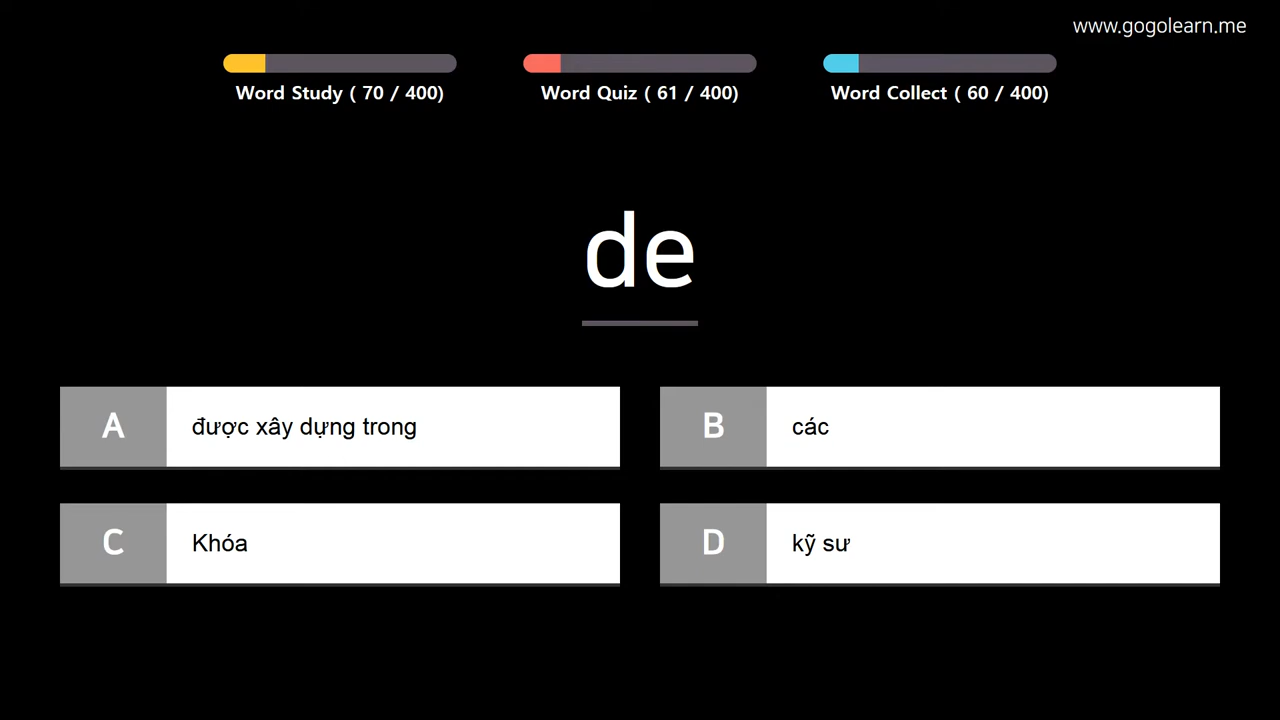 www.gogolearn.me
Word Study ( 70 / 400)
Word Quiz ( 61 / 400)
Word Collect ( 60 / 400)
de
A được xây dựng trong
B các
C Khóa
D kỹ sư